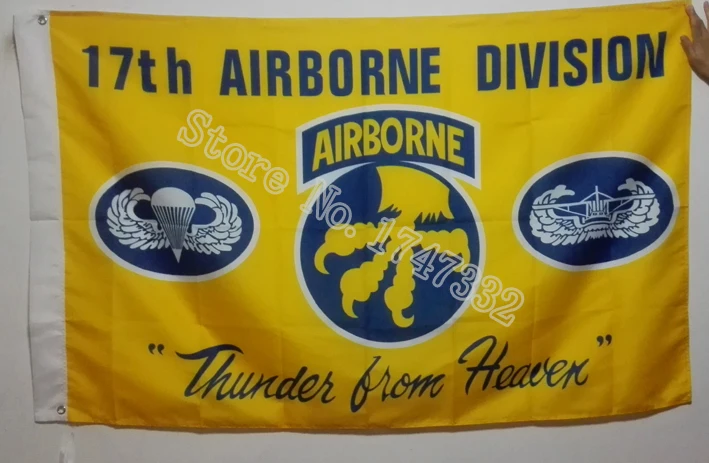 17th AIRBORNE DIVISION
AIRBORNE
Store No. 1747332
"Thunder from Heaven"